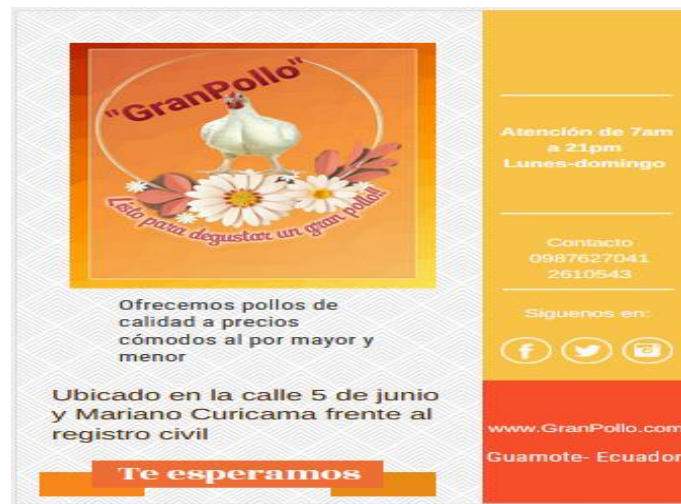 "GranPollo"
Listo para degustar un gran pollo!!
Ofrecemos pollos de
calidad a precios
cómodos al por mayor y
menor
Ubicado en la calle 5 de junio
y Mariano Curicama frente al
registro civil
Te esperamos
Atención de 7am
a 21pm
Lunes-domingo
Contacto
0987627041
2610543
Siguenos en:
www.GranPollo.com
Guamote- Ecuador